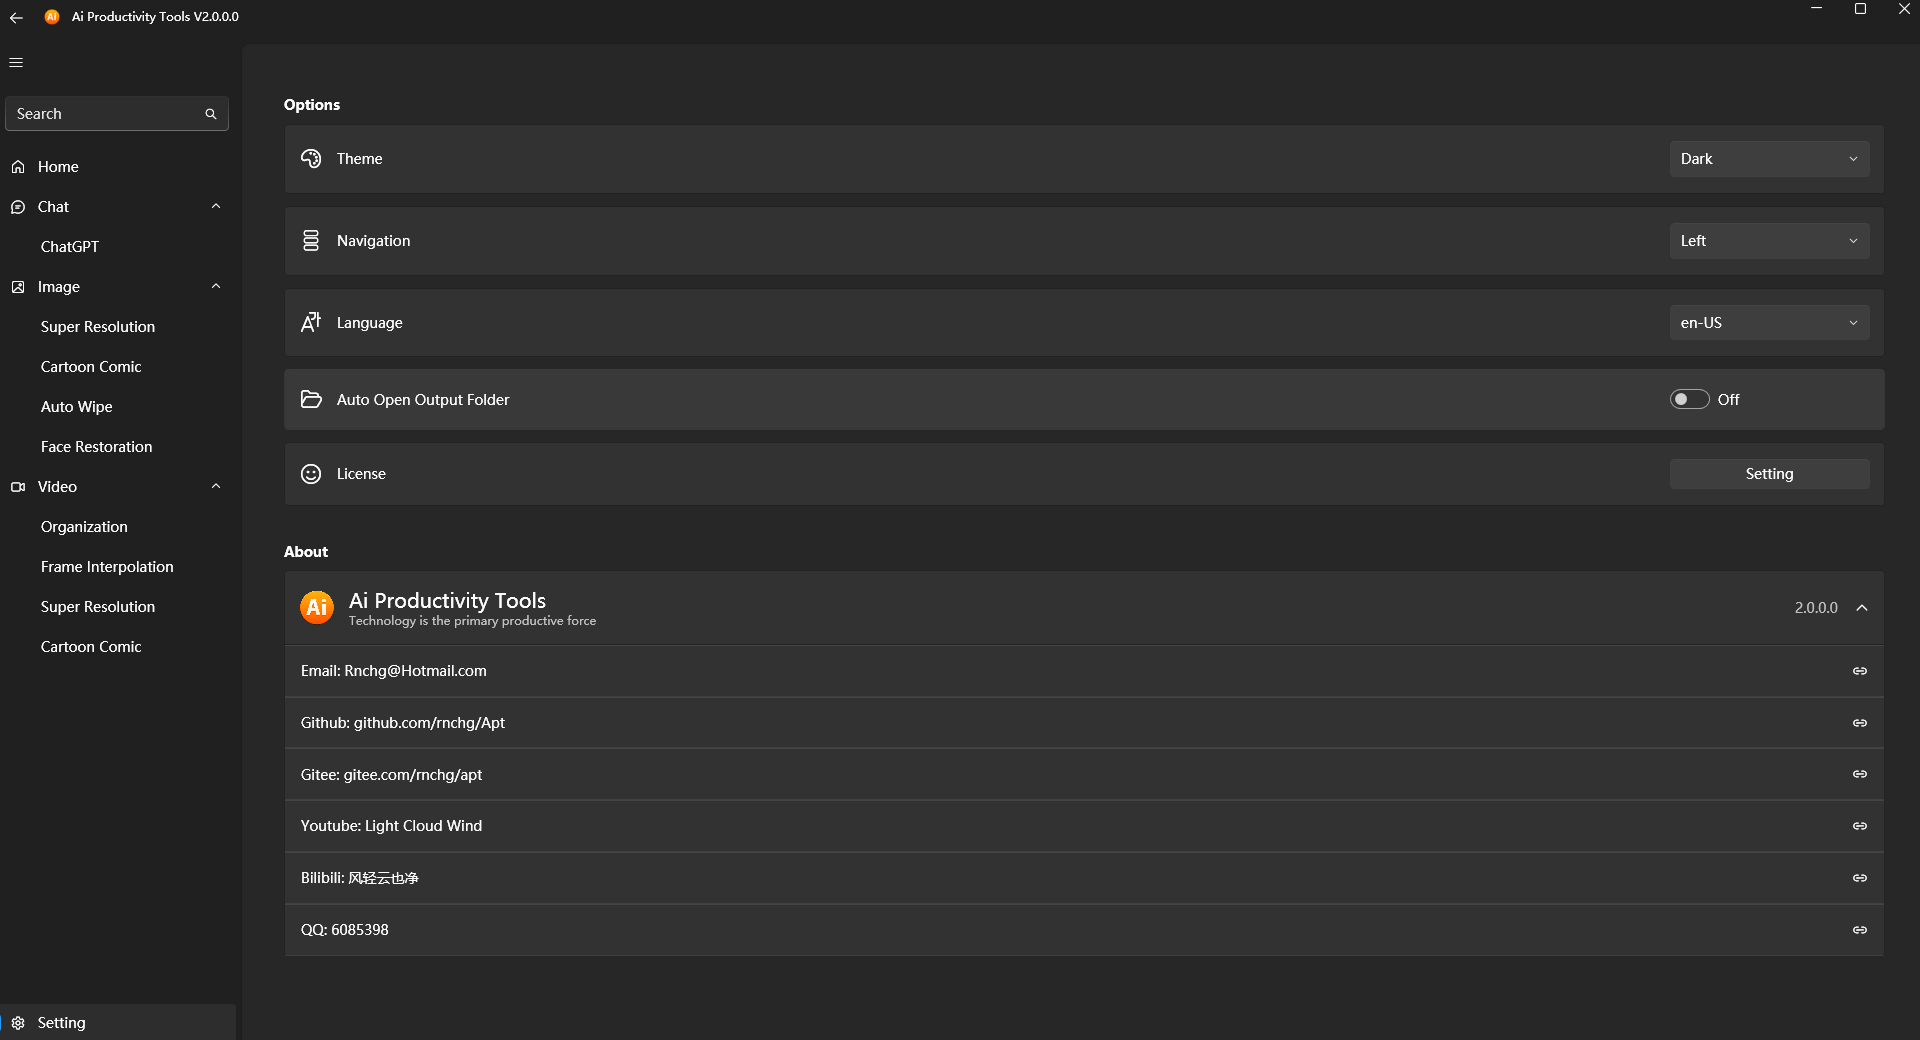 Ai Productivity Tools V2.0.0.0
Search
Home
Chat
ChatGPT
Image
Super Resolution
Cartoon Comic
Auto Wipe
Face Restoration
Video
Organization
Frame Interpolation
Super Resolution
Cartoon Comic
Setting
Options
Theme
Dark
Navigation
Left
Language
en-US
Auto Open Output Folder
Off
License
Setting
About
Ai
Ai Productivity Tools
Technology is the primary productive force
2.0.0.0
Email: Rnchg@Hotmail.com
Github: github.com/rnchg/Apt
Gitee: gitee.com/rnchg/apt
Youtube: Light Cloud Wind
Bilibili: 风轻云也净
QQ: 6085398